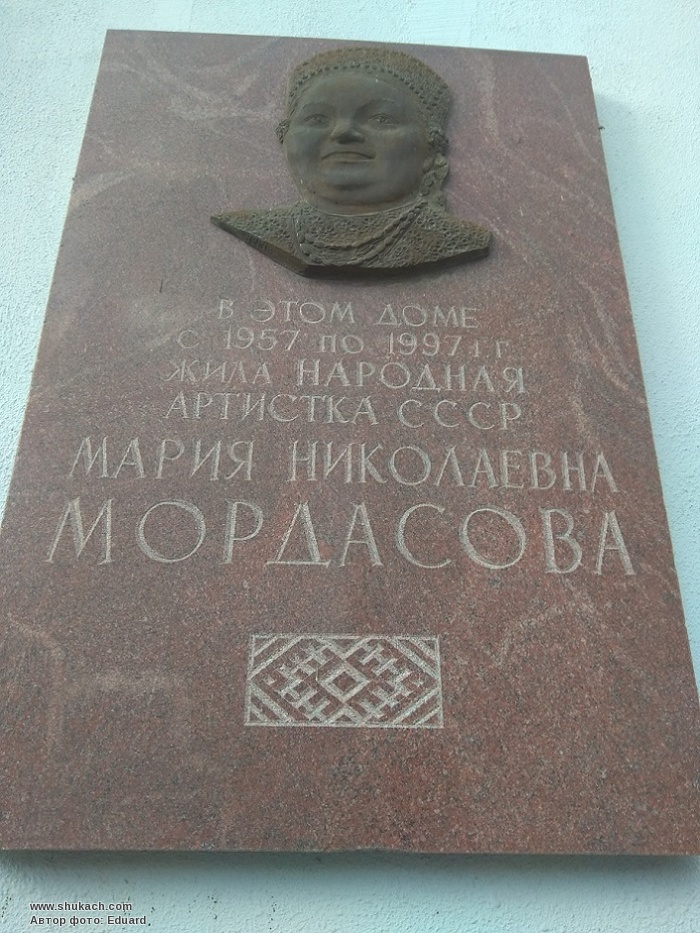 В ЭТОМ ДОМЕ
С 1957 ПО 1997 г.г.
ЖИЛА НАРОДНАЯ
АРТИСТКА СССР
МАРИЯ НИКОЛАЕВНА
МОРДАСОВА
www.shukach.com
Автор фото: Eduard